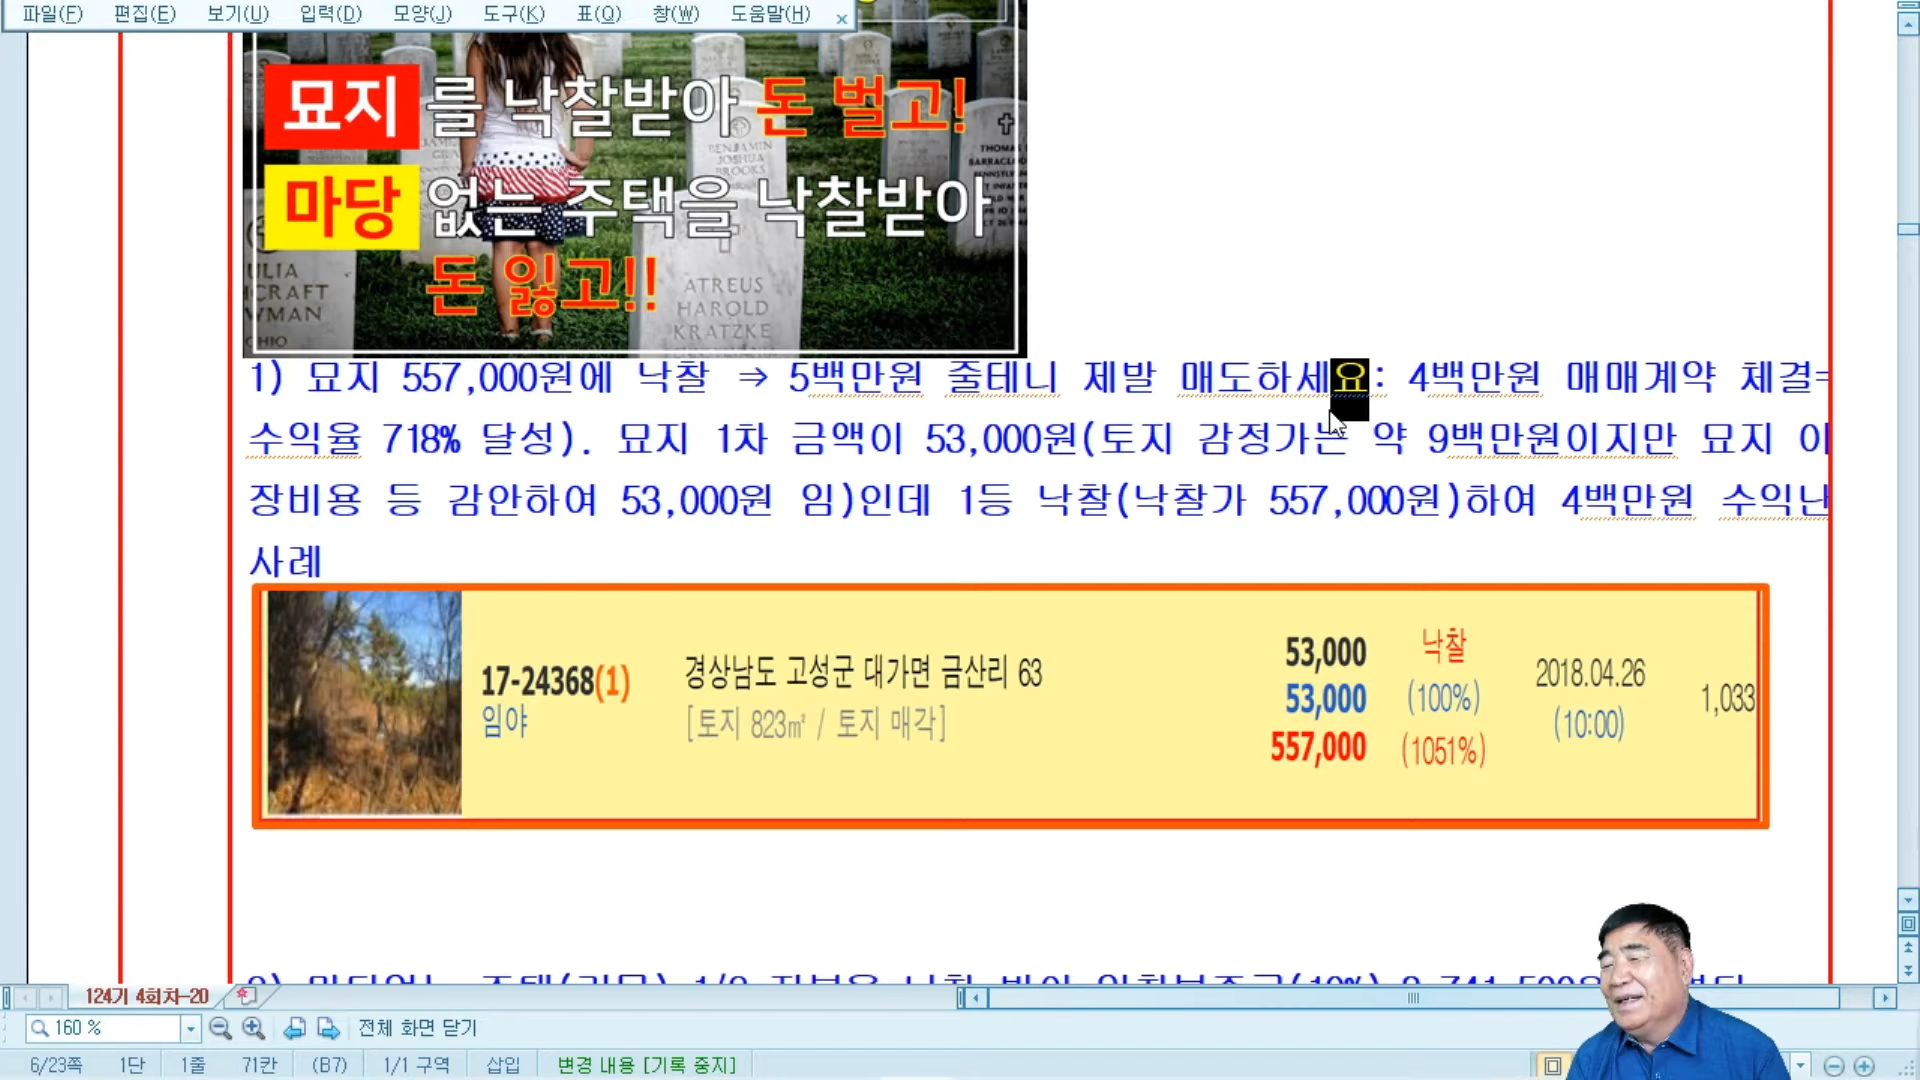 파일(F) 편집(E) 보기(U) 입력(D) 모양(J) 도구(K) 표(Q) 창(W) 도움말(H) x
묘지를 낙찰받아 돈 벌고!
마당 없는 주택을 낙찰받아
돈 잃고!!
BENJAMIN
JOSHUA
BROOKS
THOMAS
ATREUS
HAROLD
KRATZKE
1) 묘지 557,000원에 낙찰 ⇒ 5백만원 줄테니 제발 매도하세요: 4백만원 매매계약 체결=
수익율 718% 달성). 묘지 1차 금액이 53,000원(토지 감정가는 약 9백만원이지만 묘지 이
장비용 등 감안하여 53,000원 임)인데 1등 낙찰(낙찰가 557,000원)하여 4백만원 수익난
사례
17-24368(1)
임야
경상남도 고성군 대가면 금산리 63
[토지 823㎡ / 토지 매각]
53,000
53,000
557,000
낙찰
(100%)
(1051%)
2018.04.26
(10:00)
1,033
124기 4회차-20
160 %
전체 화면 닫기
6/23쪽 1단 1줄 71칸 (B7) 1/1 구역 삽입 변경 내용 [기록 중지]